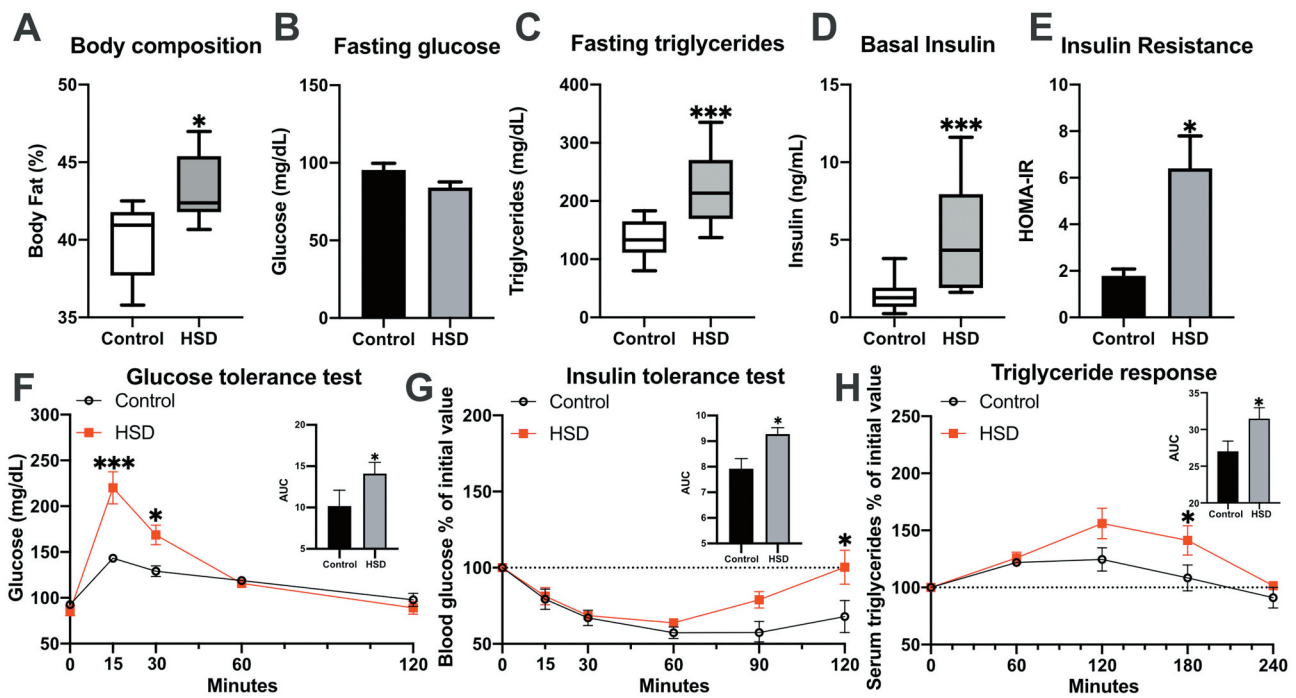 A Body composition
50
45
40
35
Body Fat (%)
*
Control HSD
B Fasting glucose
150
100
50
0
Glucose (mg/dL)
Control HSD
C Fasting triglycerides
400
300
200
100
0
Triglycerides (mg/dL)
***
Control HSD
D Basal Insulin
15
10
5
0
Insulin (ng/mL)
***
Control HSD
E Insulin Resistance
8
6
4
2
0
HOMA-IR
*
Control HSD
F Glucose tolerance test
Control
HSD
300
250
200
150
100
50
Glucose (mg/dL)
***
*
0 15 30 60 120
Minutes
20
15
10
5
AUC
*
Control HSD
G Insulin tolerance test
Control
HSD
200
150
100
50
Blood glucose % of initial value
*
0 15 30 60 90 120
Minutes
10
9
8
7
6
5
AUC
*
Control HSD
H Triglyceride response
Control
HSD
250
200
150
100
50
Serum triglycerides % of initial value
*
0 60 120 180 240
Minutes
35
32
29
26
23
20
AUC
*
Control HSD